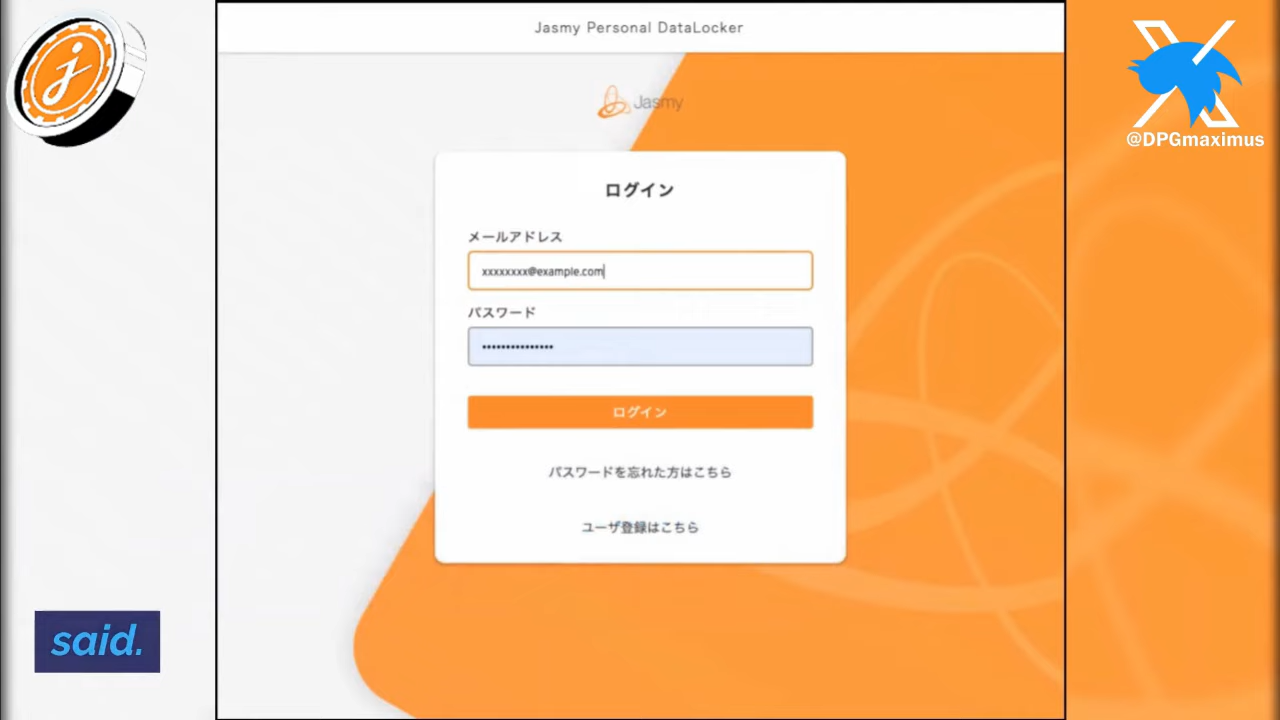 Jasmy Personal DataLocker
Jasmy
@DPGmaximus
ログイン
メールアドレス
xxxxxxxx@example.com
パスワード
•••••••••••••••
ログイン
パスワードを忘れた方はこちら
ユーザ登録はこちら
said.